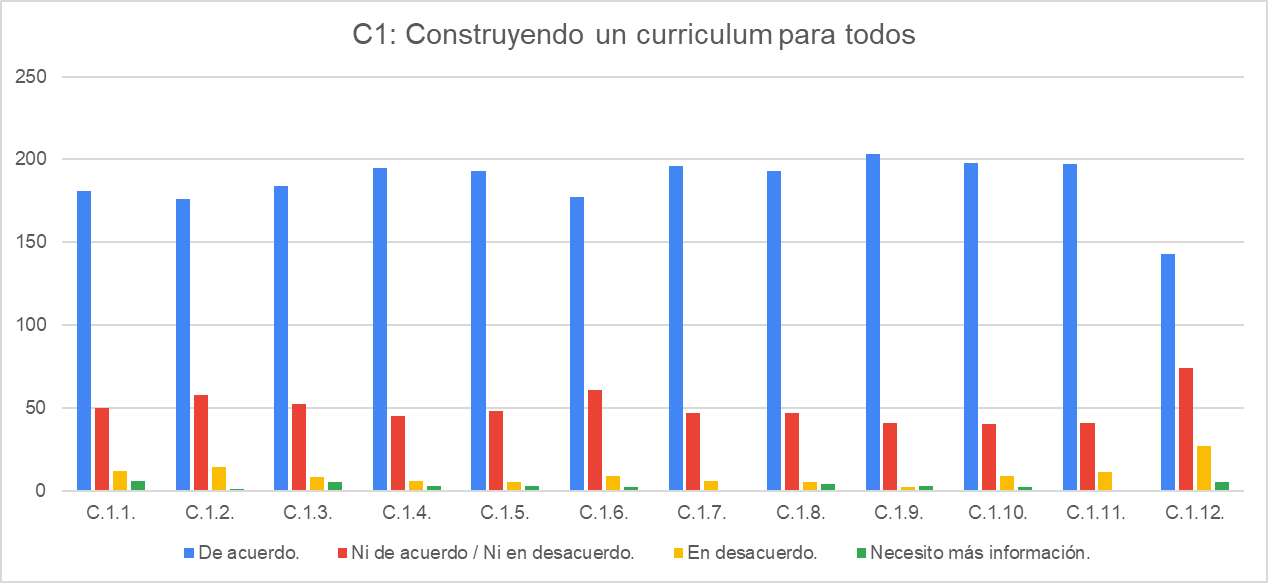 C1: Construyendo un curriculum para todos
250
200
150
100
50
0
C.1.1. C.1.2. C.1.3. C.1.4. C.1.5. C.1.6. C.1.7. C.1.8. C.1.9. C.1.10. C.1.11. C.1.12.
De acuerdo. Ni de acuerdo / Ni en desacuerdo. En desacuerdo. Necesito más información.